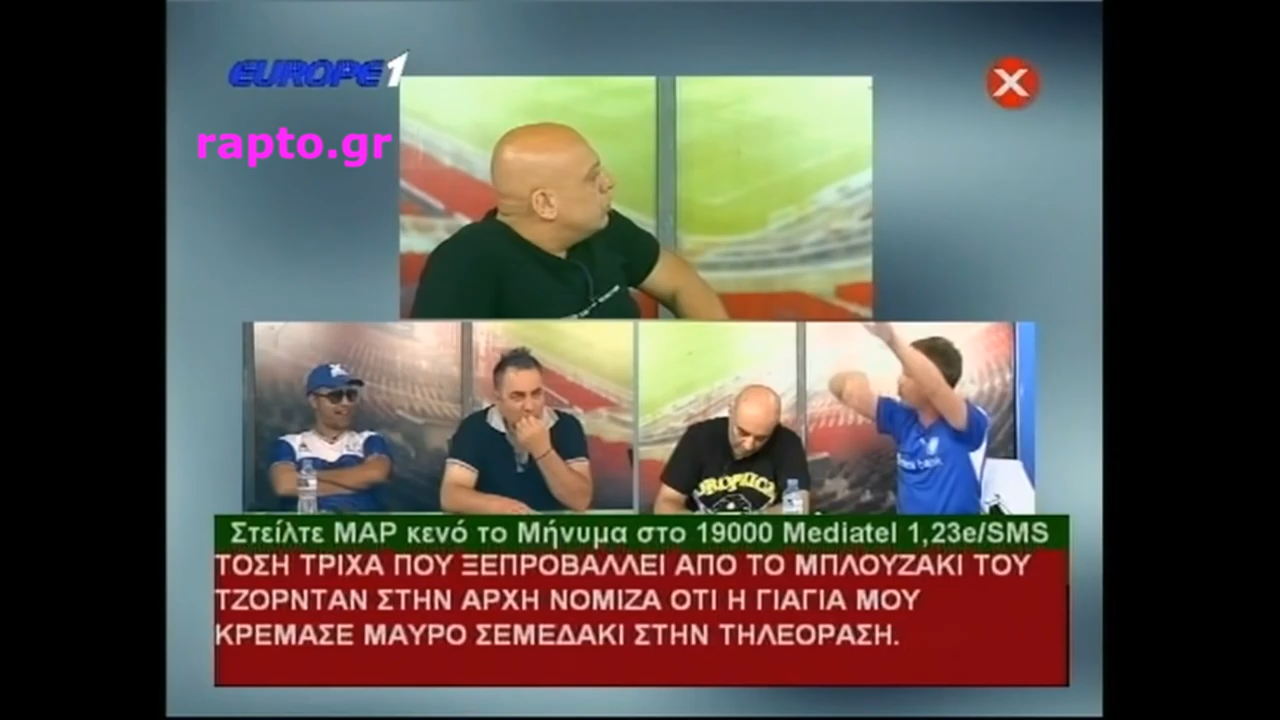 EUROPE1
X
rapto.gr
Στείλτε ΜΑΡ κενό το Μήνυμα στο 19000 Mediatel 1,23e/SMS
ΤΟΣΗ ΤΡΙΧΑ ΠΟΥ ΞΕΠΡΟΒΑΛΛΕΙ ΑΠΟ ΤΟ ΜΠΛΟΥΖΑΚΙ ΤΟΥ
ΤΖΟΡΝΤΑΝ ΣΤΗΝ ΑΡΧΗ ΝΟΜΙΖΑ ΟΤΙ Η ΓΙΑΓΙΑ ΜΟΥ
ΚΡΕΜΑΣΕ ΜΑΥΡΟ ΣΕΜΕΔΑΚΙ ΣΤΗΝ ΤΗΛΕΟΡΑΣΗ.